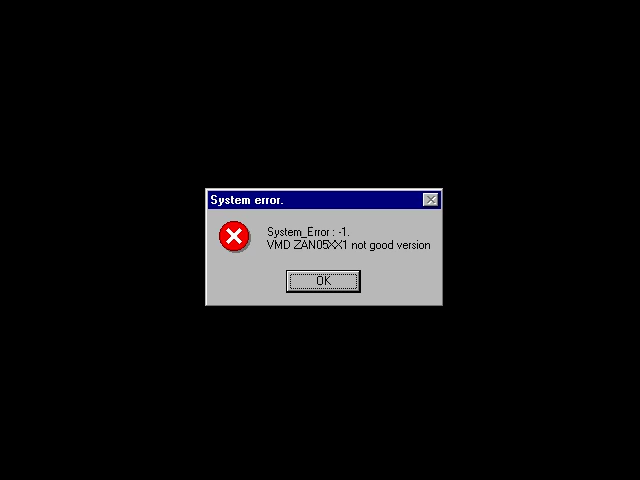 System error.
System_Error : -1.
VMD ZAN05XX1 not good version
OK